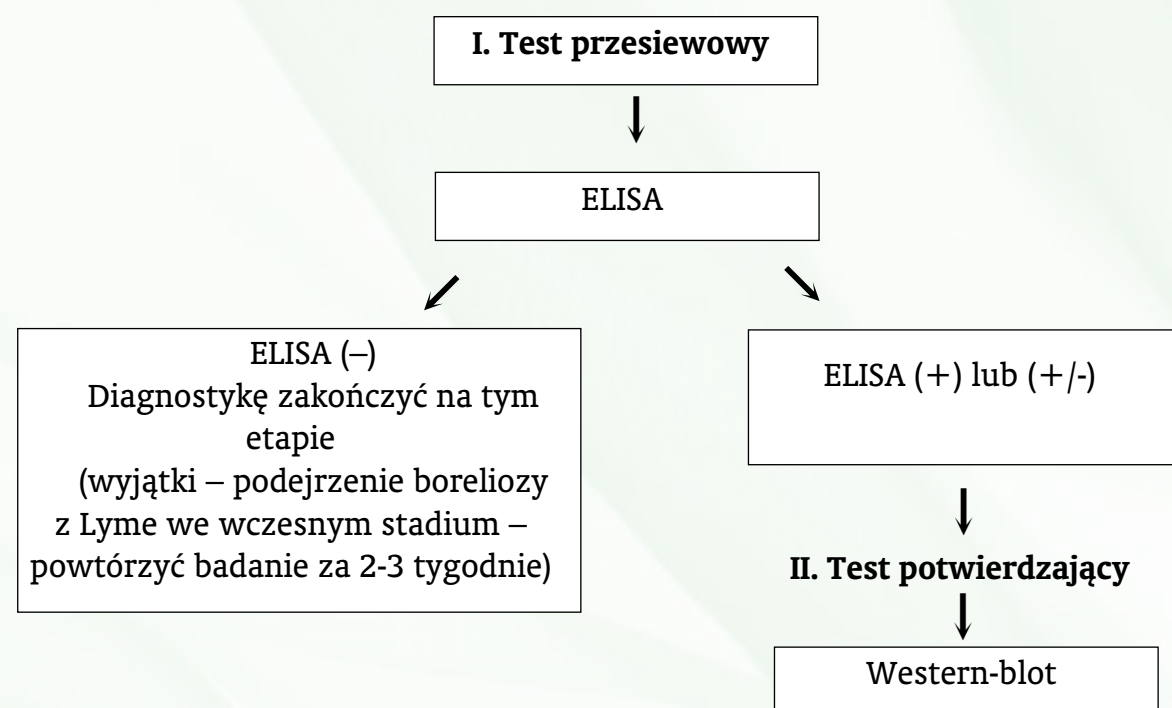 I. Test przesiewowy
ELISA
ELISA (–)
Diagnostykę zakończyć na tym
etapie
(wyjątki – podejrzenie boreliozy
z Lyme we wczesnym stadium –
powtórzyć badanie za 2-3 tygodnie)
ELISA (+) lub (+/-)
II. Test potwierdzający
Western-blot